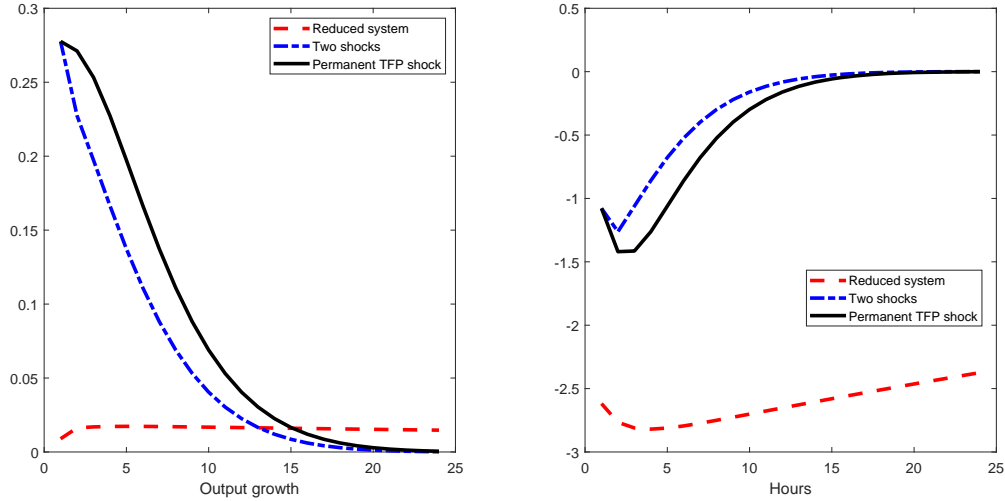 0.3
0.25
0.2
0.15
0.1
0.05
0
0 5 10 15 20 25
Output growth
Reduced system
Two shocks
Permanent TFP shock
0.5
0
-0.5
-1
-1.5
-2
-2.5
-3
0 5 10 15 20 25
Hours
Reduced system
Two shocks
Permanent TFP shock